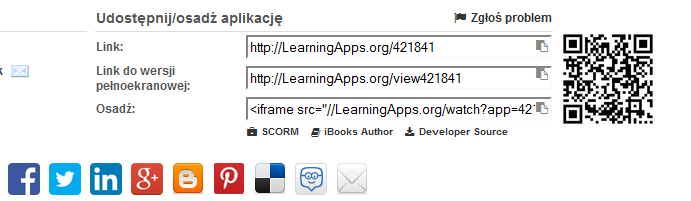 Udostępnij/osadź aplikację
Zgłoś problem
Link:
http://LearningApps.org/421841
k
Link do wersji
pełnoekranowej:
http://LearningApps.org/view421841
Osadź:
<iframe src="//LearningApps.org/watch?app=421
SCORM iBooks Author Developer Source